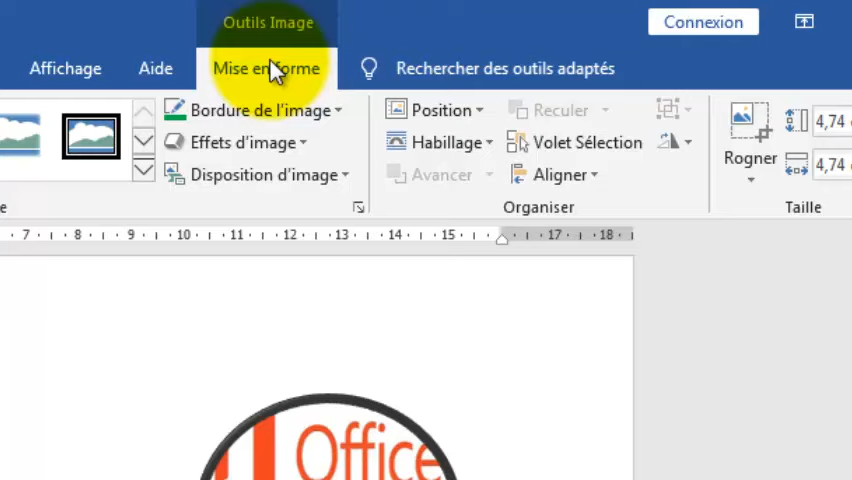 Outils Image
Connexion
Affichage
Aide
Mise en forme
Rechercher des outils adaptés
Bordure de l'image
Position
Reculer
Effets d'image
Habillage
Volet Sélection
Disposition d'image
Avancer
Aligner
Rogner
4,74
4,74
e
Organiser
Taille
7 8 9 10 11 12 13 14 15 17 18
Office